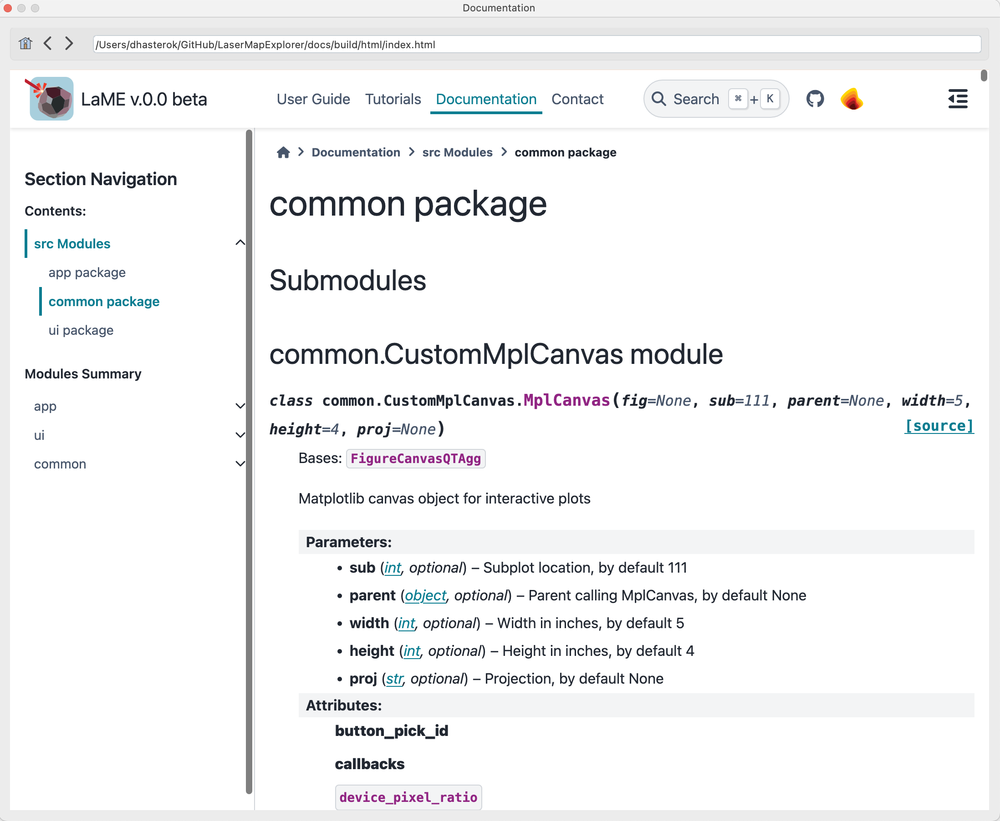 Documentation
/Users/dhasterok/GitHub/LaserMapExplorer/docs/build/html/index.html
LaME v.0.0 beta
User Guide Tutorials Documentation Contact
Search ⌘ + K
Documentation > src Modules > common package
Section Navigation
Contents:
src Modules
app package
common package
ui package
Modules Summary
app
ui
common
common package
Submodules
common.CustomMplCanvas module
class common.CustomMplCanvas.MplCanvas(fig=None, sub=111, parent=None, width=5,
height=4, proj=None) [source]
Bases: FigureCanvasQTAgg
Matplotlib canvas object for interactive plots
Parameters:
• sub (int, optional) – Subplot location, by default 111
• parent (object, optional) – Parent calling MplCanvas, by default None
• width (int, optional) – Width in inches, by default 5
• height (int, optional) – Height in inches, by default 4
• proj (str, optional) – Projection, by default None
Attributes:
button_pick_id
callbacks
device_pixel_ratio